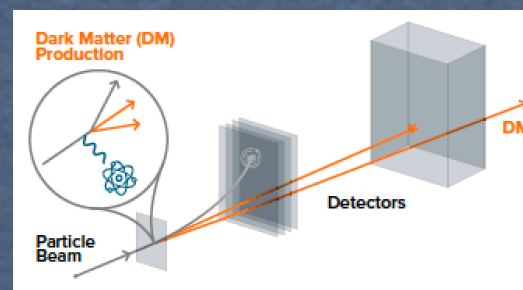 Dark Matter (DM)
Production
DM
Detectors
Particle
Beam